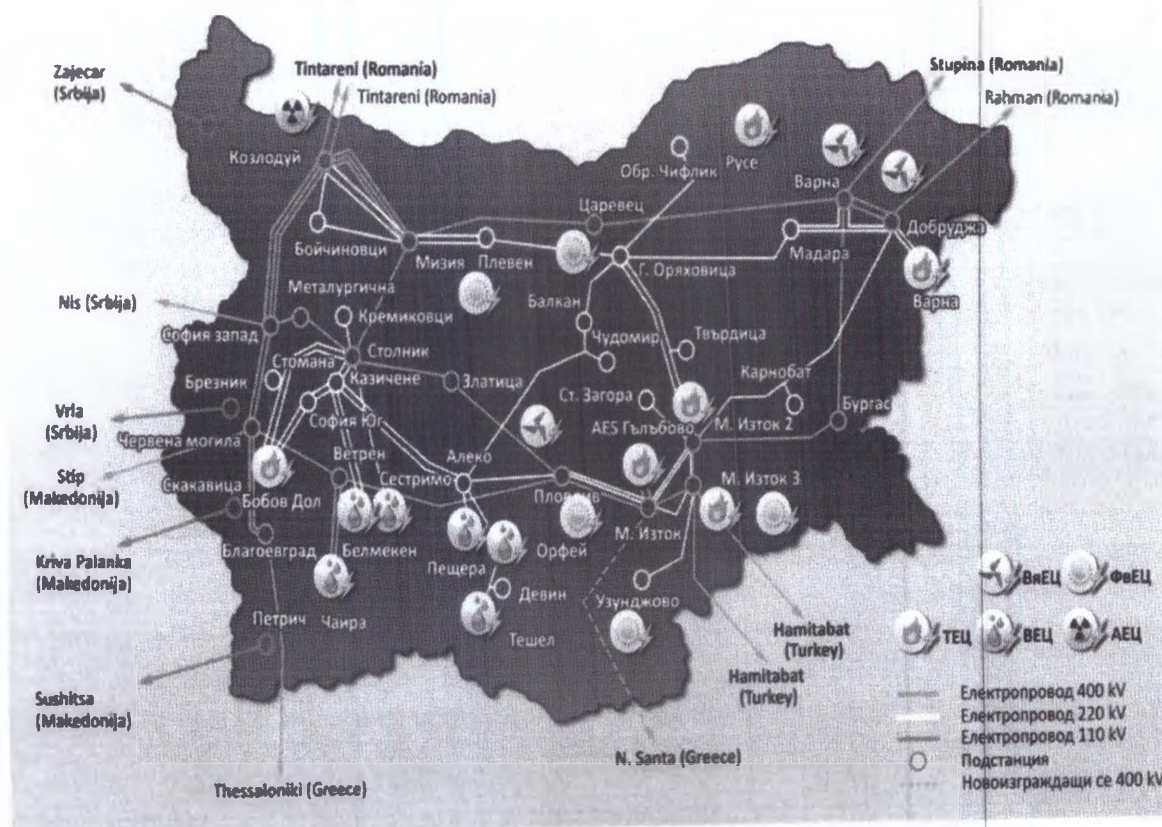 Zajecar
(Srbija)
Tintareni (Romania)
Tintareni (Romania)
Stupina (Romania)
Rahman (Romania)
Козлодуй
Обр. Чифлик
Русе
Варна
Царевец
Добруджа
Бойчиновци
Мизия
Плевен
Г. Оряховица
Мадара
Варна
Металургична
Nis (Srbija)
Кремиковци
Балкан
София запад
Столник
Чудомир
Твърдица
Стомана
Казичене
Златица
Карнобат
Брезник
Ст. Загора
Бургас
Vrla
(Srbija)
София Юг
AES Гълъбово
М. Изток 2
Червена могила
Ветрен
Алеко
Stip
(Makedonija)
Скакавица
Сестримо
Пловдив
М. Изток 3
Бобов Дол
М. Изток
Kriva Palanka
(Makedonija)
Благоевград
Белмекен
Пещера
Орфей
Девин
Узунджово
ВяЕЦ
ФвЕЦ
Петрич
Чаира
Тешел
Hamitabat
(Turkey)
ТЕЦ
ВЕЦ
АЕЦ
Hamitabat
(Turkey)
Sushitsa
(Makedonija)
Електропровод 400 kV
Електропровод 220 kV
Електропровод 110 kV
N. Santa (Greece)
Подстанция
Новоизграждащи се 400 kV
Thessaloniki (Greece)